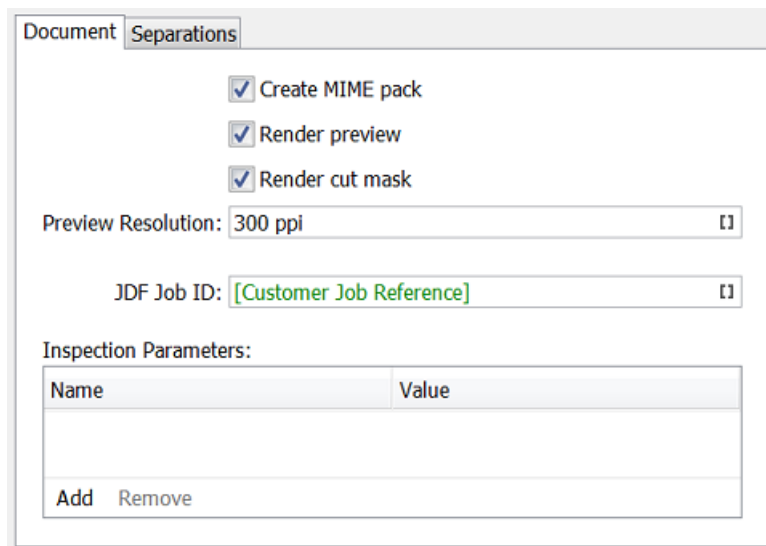 Document Separations
Create MIME pack
Render preview
Render cut mask
Preview Resolution: 300 ppi []
JDF Job ID: [Customer Job Reference] []
Inspection Parameters:
Name Value
Add Remove